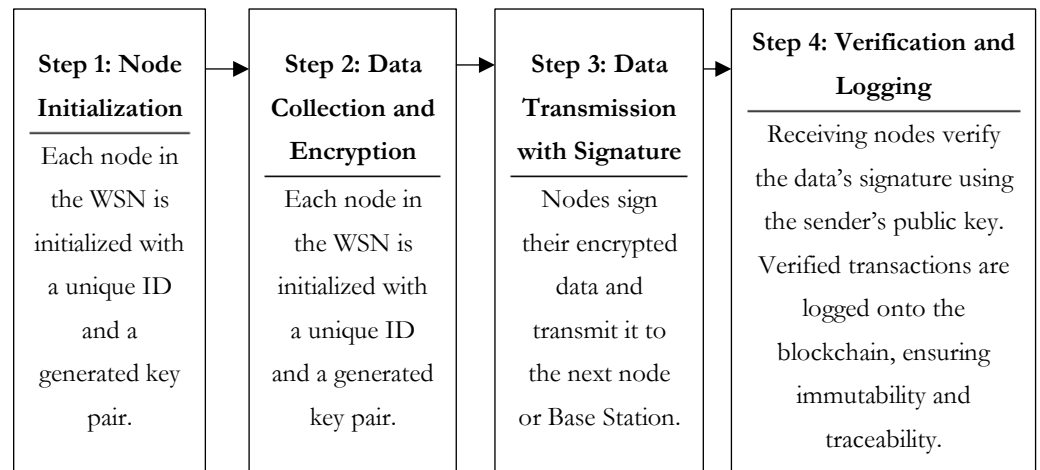 Step 1: Node
Initialization
Each node in
the WSN is
initialized with
a unique ID
and a
generated key
pair.
Step 2: Data
Collection and
Encryption
Each node in
the WSN is
initialized with
a unique ID
and a generated
key pair.
Step 3: Data
Transmission
with Signature
Nodes sign
their encrypted
data and
transmit it to
the next node
or Base Station.
Step 4: Verification and
Logging
Receiving nodes verify
the data’s signature using
the sender’s public key.
Verified transactions are
logged onto the
blockchain, ensuring
immutability and
traceability.